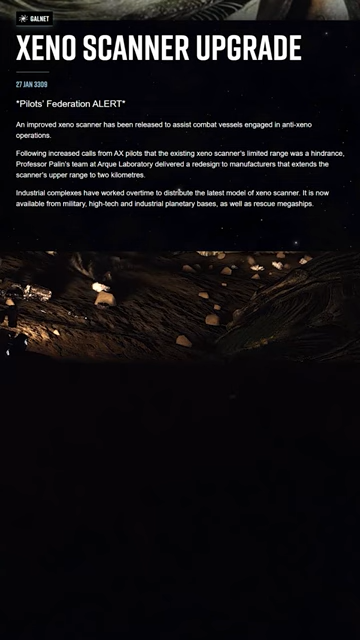 GALNET
XENO SCANNER UPGRADE
27 JAN 3309
*Pilots' Federation ALERT*
An improved xeno scanner has been released to assist combat vessels engaged in anti-xeno
operations.
Following increased calls from AX pilots that the existing xeno scanner's limited range was a hindrance,
Professor Palin's team at Arque Laboratory delivered a redesign to manufacturers that extends the
scanner's upper range to two kilometres.
Industrial complexes have worked overtime to distribute the latest model of xeno scanner. It is now
available from military, high-tech and industrial planetary bases, as well as rescue megaships.